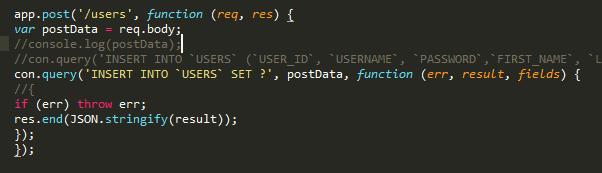 app.post('/users', function (req, res) {
var postData = req.body;
//console.log(postData);
//con.query('INSERT INTO `USERS` (`USER_ID`, `USERNAME`, `PASSWORD`,`FIRST_NAME`, `L
con.query('INSERT INTO `USERS` SET ?', postData, function (err, result, fields) {
//{
if (err) throw err;
res.end(JSON.stringify(result));
});
});